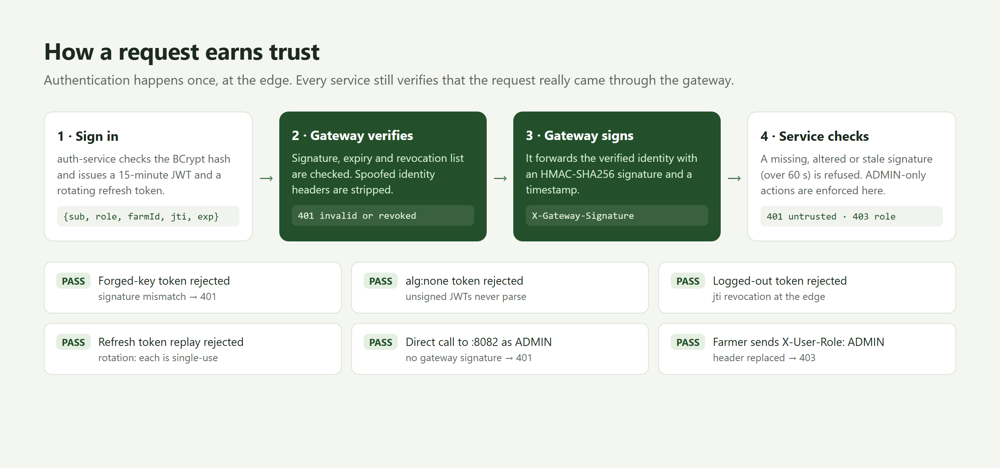 How a request earns trust
Authentication happens once, at the edge. Every service still verifies that the request really came through the gateway.
1 · Sign in
auth-service checks the BCrypt hash
and issues a 15-minute JWT and a
rotating refresh token.
{sub, role, farmId, jti, exp}
→
2 · Gateway verifies
Signature, expiry and revocation list
are checked. Spoofed identity
headers are stripped.
401 invalid or revoked
→
3 · Gateway signs
It forwards the verified identity with
an HMAC-SHA256 signature and a
timestamp.
X-Gateway-Signature
→
4 · Service checks
A missing, altered or stale signature
(over 60 s) is refused. ADMIN-only
actions are enforced here.
401 untrusted · 403 role
PASS Forged-key token rejected
signature mismatch → 401
PASS alg:none token rejected
unsigned JWTs never parse
PASS Logged-out token rejected
jti revocation at the edge
PASS Refresh token replay rejected
rotation: each is single-use
PASS Direct call to :8082 as ADMIN
no gateway signature → 401
PASS Farmer sends X-User-Role: ADMIN
header replaced → 403